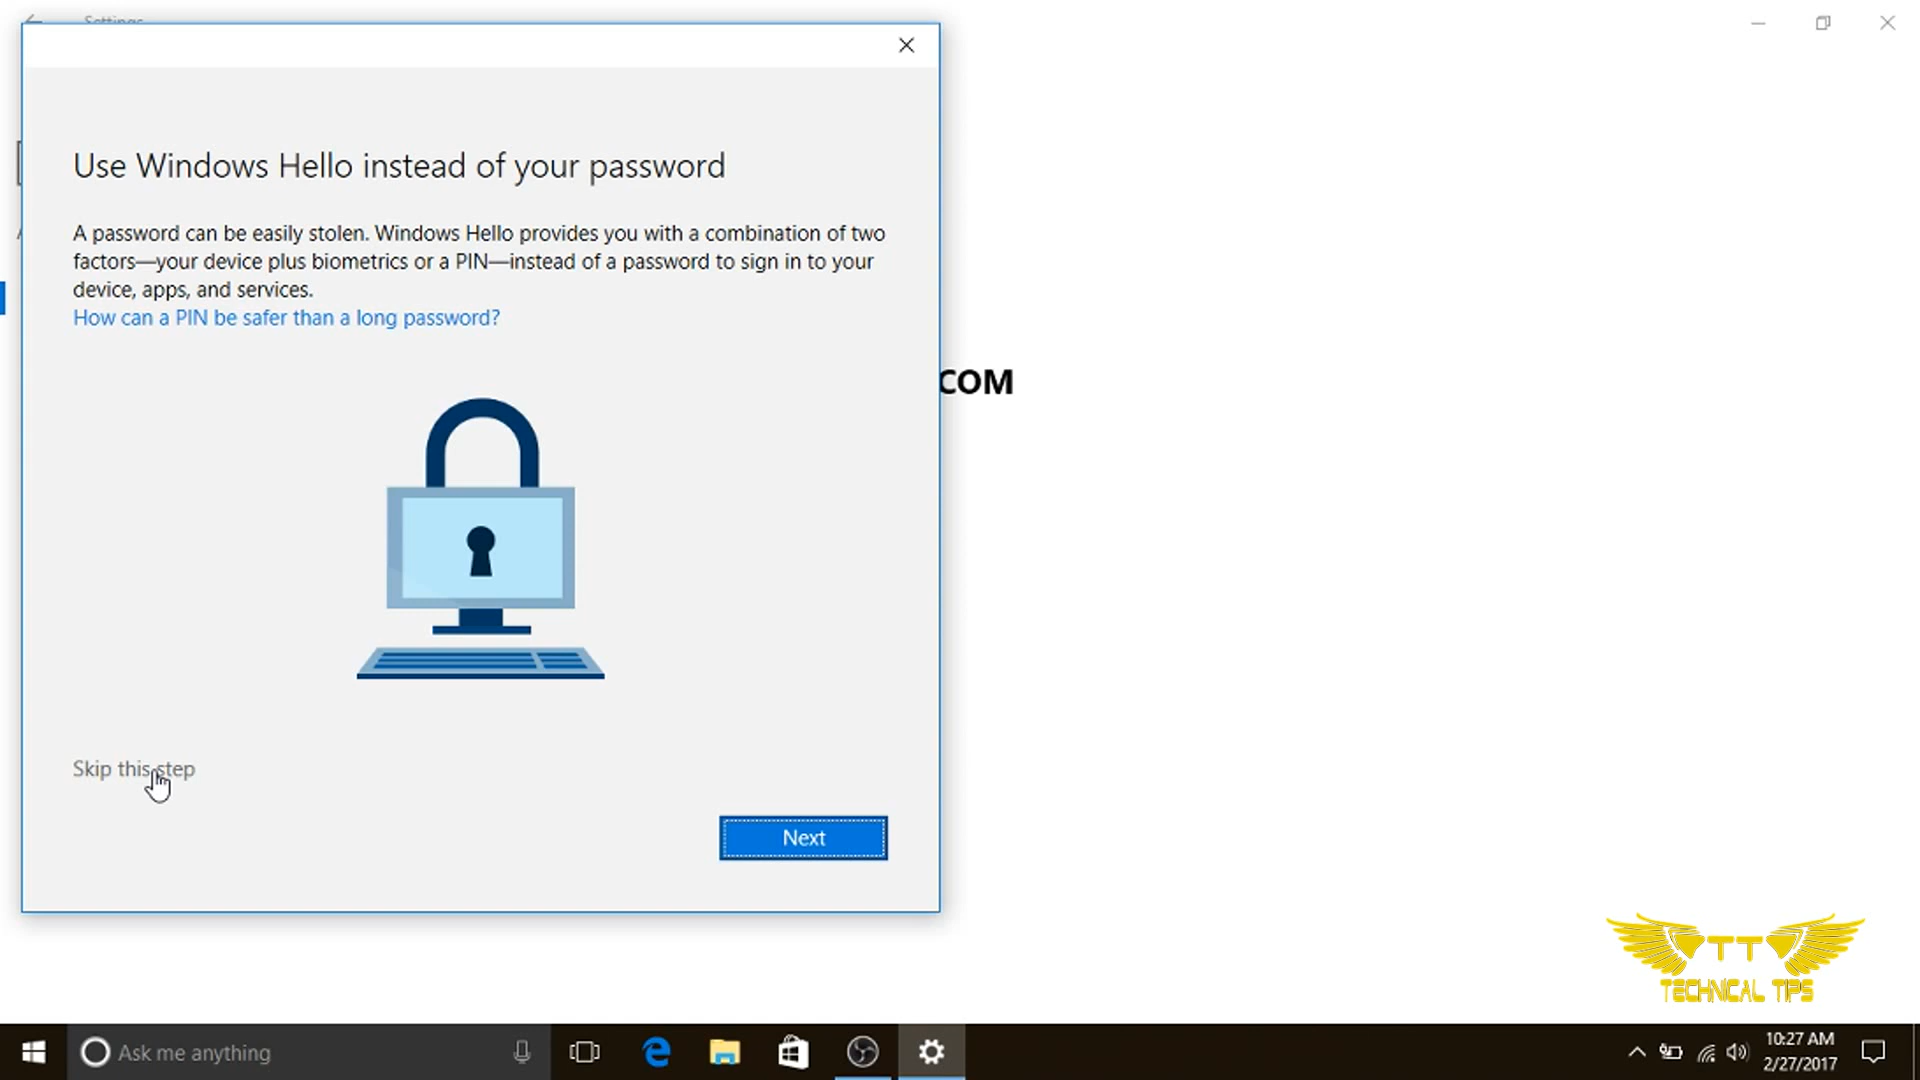 Settings
Use Windows Hello instead of your password
A password can be easily stolen. Windows Hello provides you with a combination of two
factors—your device plus biometrics or a PIN—instead of a password to sign in to your
device, apps, and services.
How can a PIN be safer than a long password?
COM
Skip this step
Next
TT
TECHNICAL TIPS
Ask me anything
10:27 AM
2/27/2017